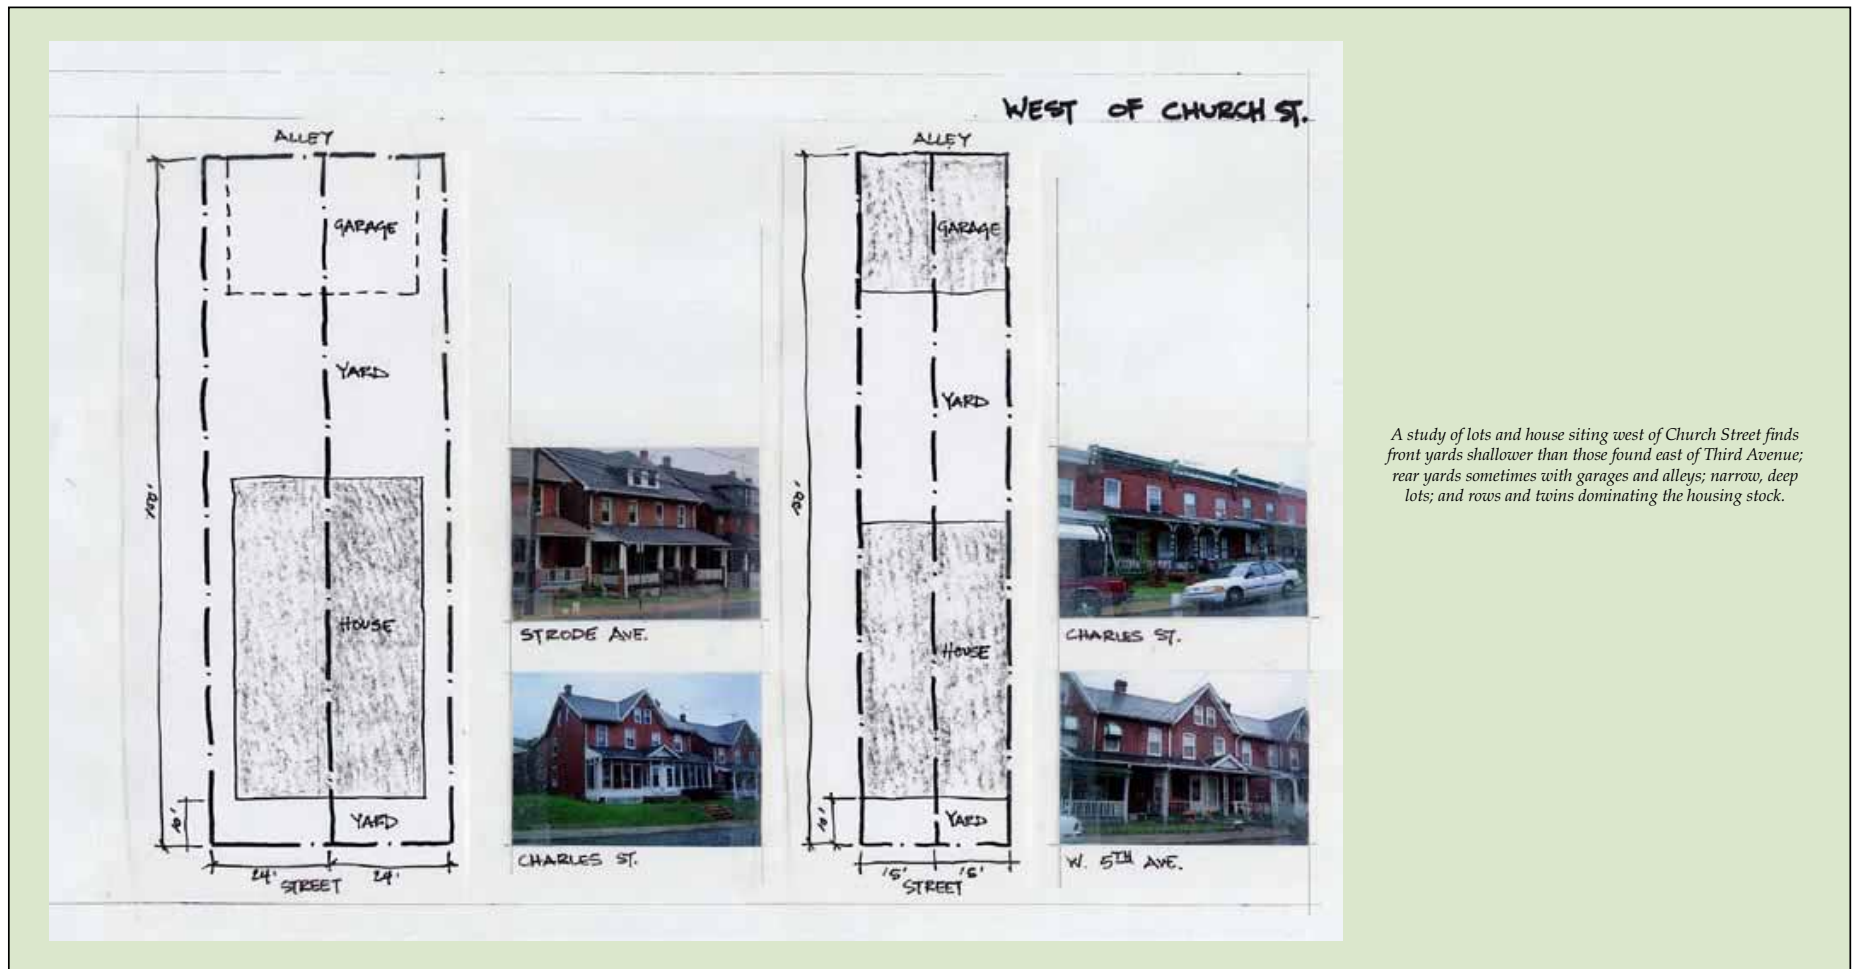 WEST OF CHURCH ST.
ALLEY
GARAGE
YARD
HOUSE
YARD
10'
24' 24'
STREET
STRODE AVE.
CHARLES ST.
ALLEY
GARAGE
YARD
HOUSE
YARD
10'
15' 15'
STREET
CHARLES ST.
W. 5TH AVE.
A study of lots and house siting west of Church Street finds
front yards shallower than those found east of Third Avenue;
rear yards sometimes with garages and alleys; narrow, deep
lots; and rows and twins dominating the housing stock.